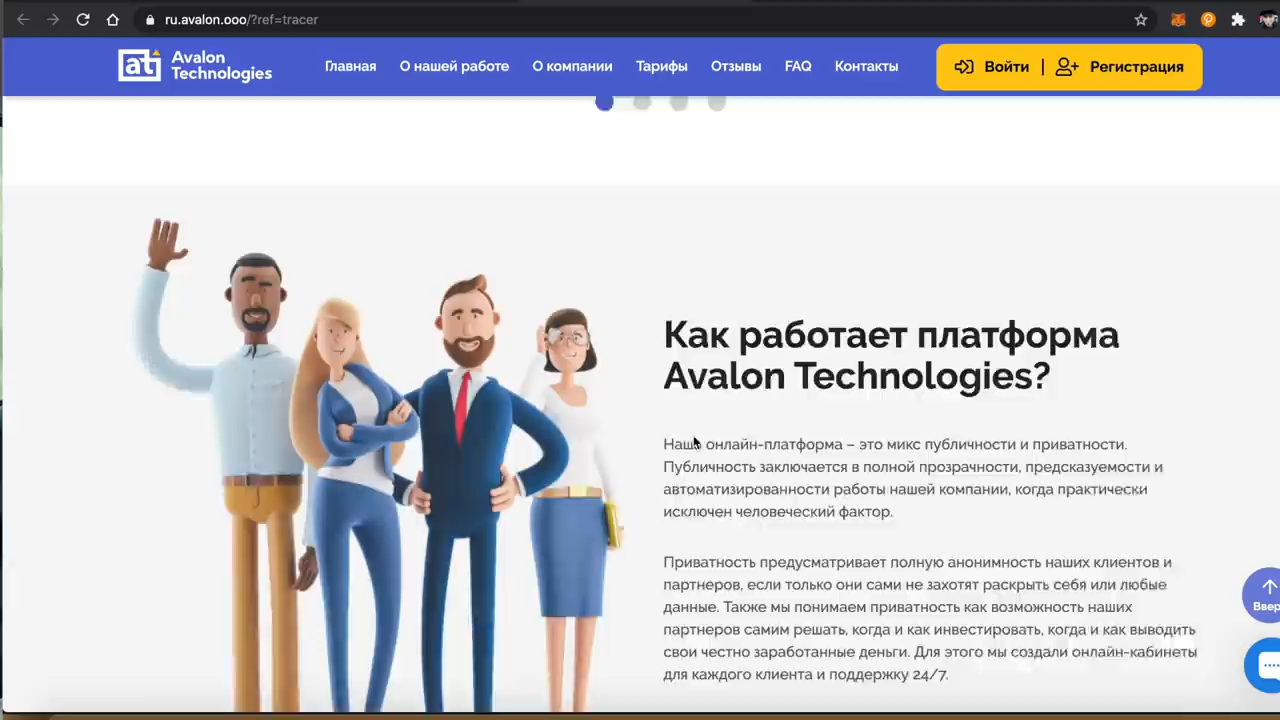 ru.avalon.ooo/?ref=tracer
at Avalon Technologies
Главная О нашей работе О компании Тарифы Отзывы FAQ Контакты Войти | Регистрация
Как работает платформа
Avalon Technologies?
Наша онлайн-платформа – это микс публичности и приватности.
Публичность заключается в полной прозрачности, предсказуемости и
автоматизированности работы нашей компании, когда практически
исключен человеческий фактор.
Приватность предусматривает полную анонимность наших клиентов и
партнеров, если только они сами не захотят раскрыть себя или любые
данные. Также мы понимаем приватность как возможность наших
партнеров самим решать, когда и как инвестировать, когда и как выводить
свои честно заработанные деньги. Для этого мы создали онлайн-кабинеты
для каждого клиента и поддержку 24/7.
Ввер